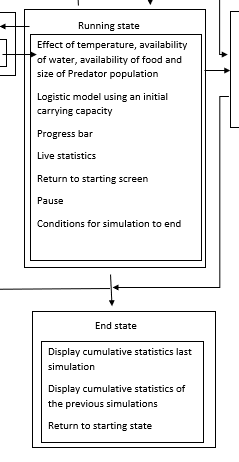 Running state
Effect of temperature, availability
of water, availability of food and
size of Predator population
Logistic model using an initial
carrying capacity
Progress bar
Live statistics
Return to starting screen
Pause
Conditions for simulation to end
End state
Display cumulative statistics last
simulation
Display cumulative statistics of
the previous simulations
Return to starting state